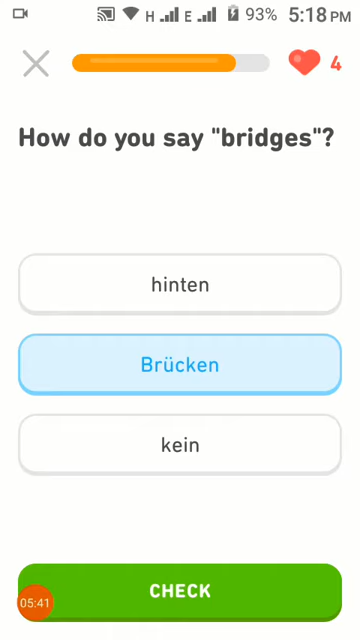 H E 93% 5:18 PM
4
How do you say "bridges"?
hinten
Brücken
kein
CHECK
05:41